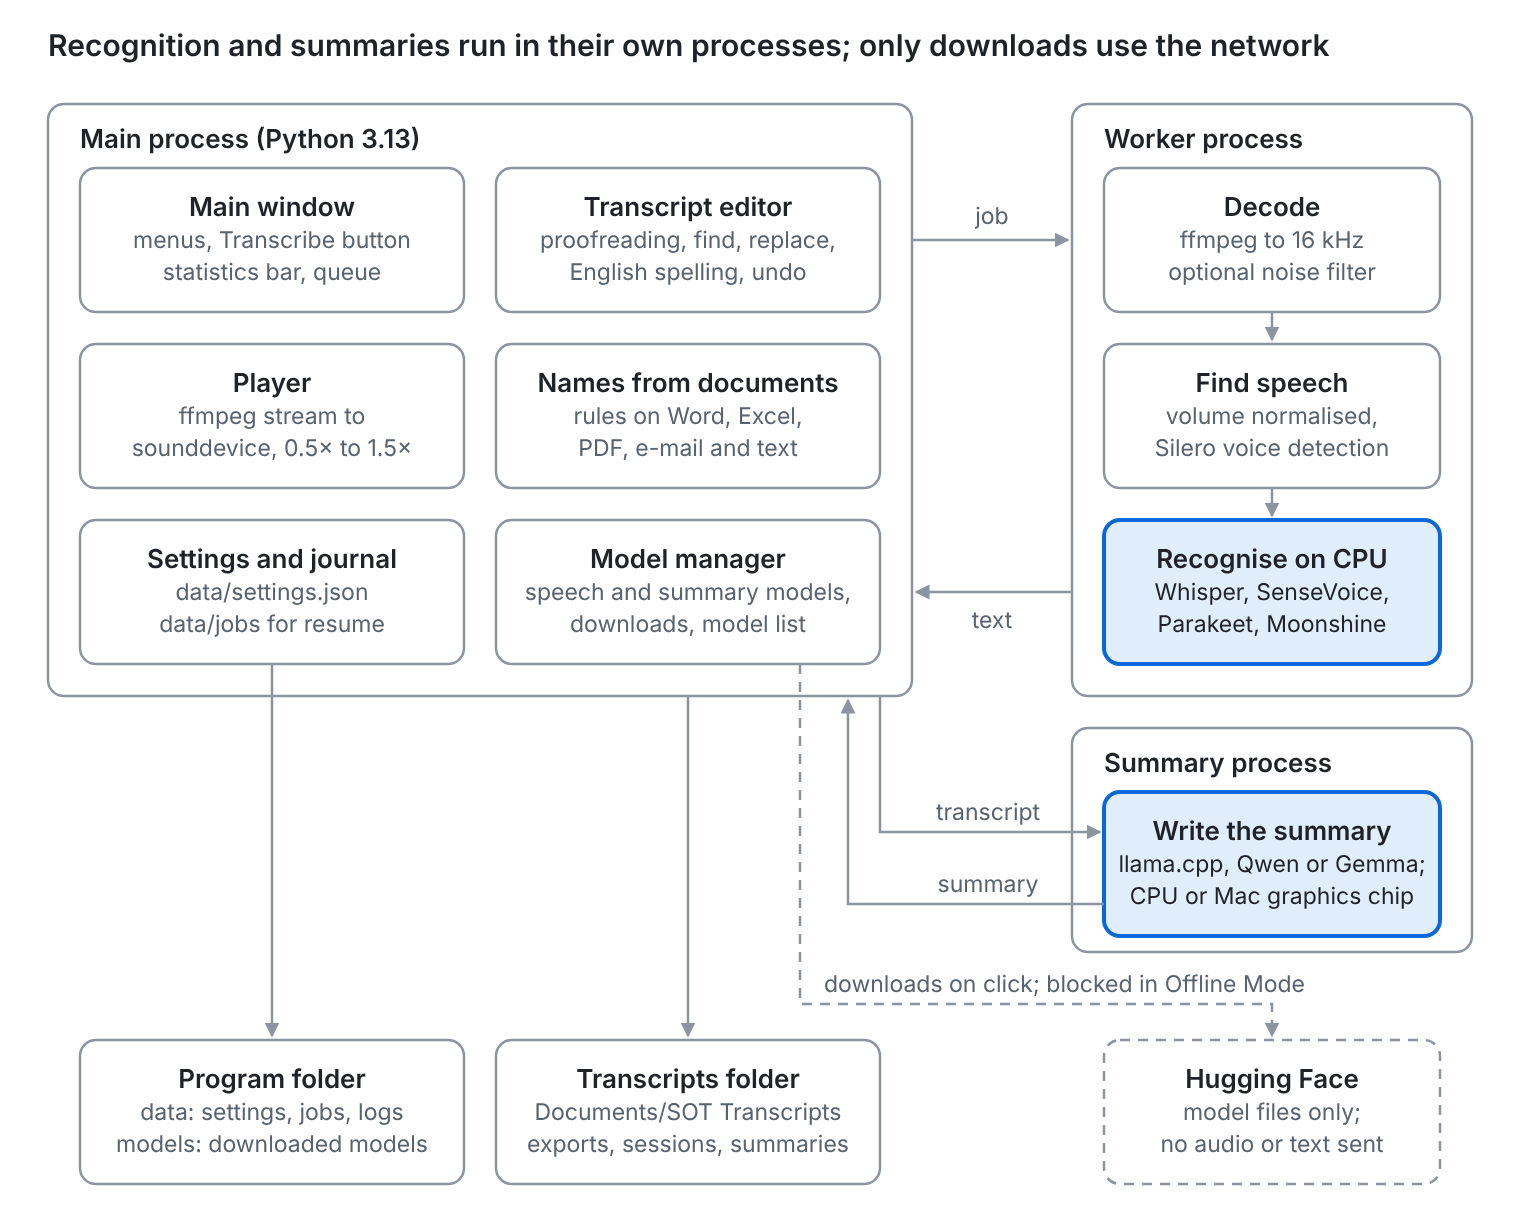 Recognition and summaries run in their own processes; only downloads use the network
Main process (Python 3.13)
Main window
menus, Transcribe button
statistics bar, queue
Transcript editor
proofreading, find, replace,
English spelling, undo
Player
ffmpeg stream to
sounddevice, 0.5× to 1.5×
Names from documents
rules on Word, Excel,
PDF, e-mail and text
Settings and journal
data/settings.json
data/jobs for resume
Model manager
speech and summary models,
downloads, model list
job
text
Worker process
Decode
ffmpeg to 16 kHz
optional noise filter
Find speech
volume normalised,
Silero voice detection
Recognise on CPU
Whisper, SenseVoice,
Parakeet, Moonshine
transcript
summary
Summary process
Write the summary
llama.cpp, Qwen or Gemma;
CPU or Mac graphics chip
downloads on click; blocked in Offline Mode
Program folder
data: settings, jobs, logs
models: downloaded models
Transcripts folder
Documents/SOT Transcripts
exports, sessions, summaries
Hugging Face
model files only;
no audio or text sent